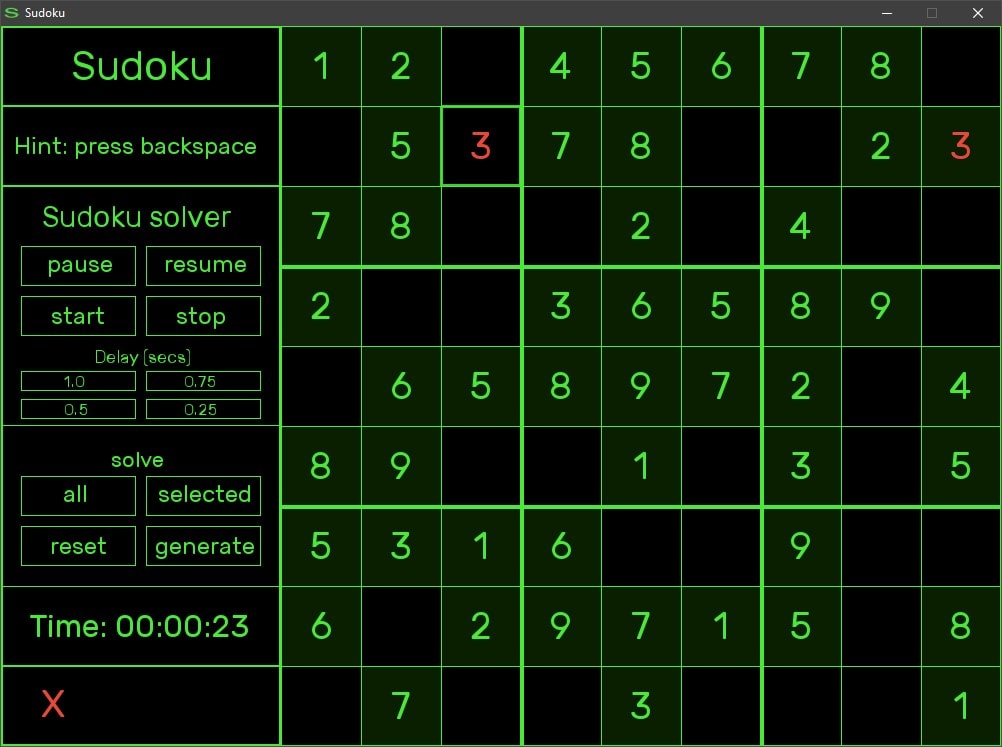 Sudoku
Sudoku
Hint: press backspace
Sudoku solver
pause resume
start stop
Delay (secs)
1.0 0.75
0.5 0.25
solve
all selected
reset generate
Time: 00:00:23
X
1 2 4 5 6 7 8
5 3 7 8 2 3
7 8 2 4
2 3 6 5 8 9
6 5 8 9 7 2 4
8 9 1 3 5
5 3 1 6 9
6 2 9 7 1 5 8
7 3 1